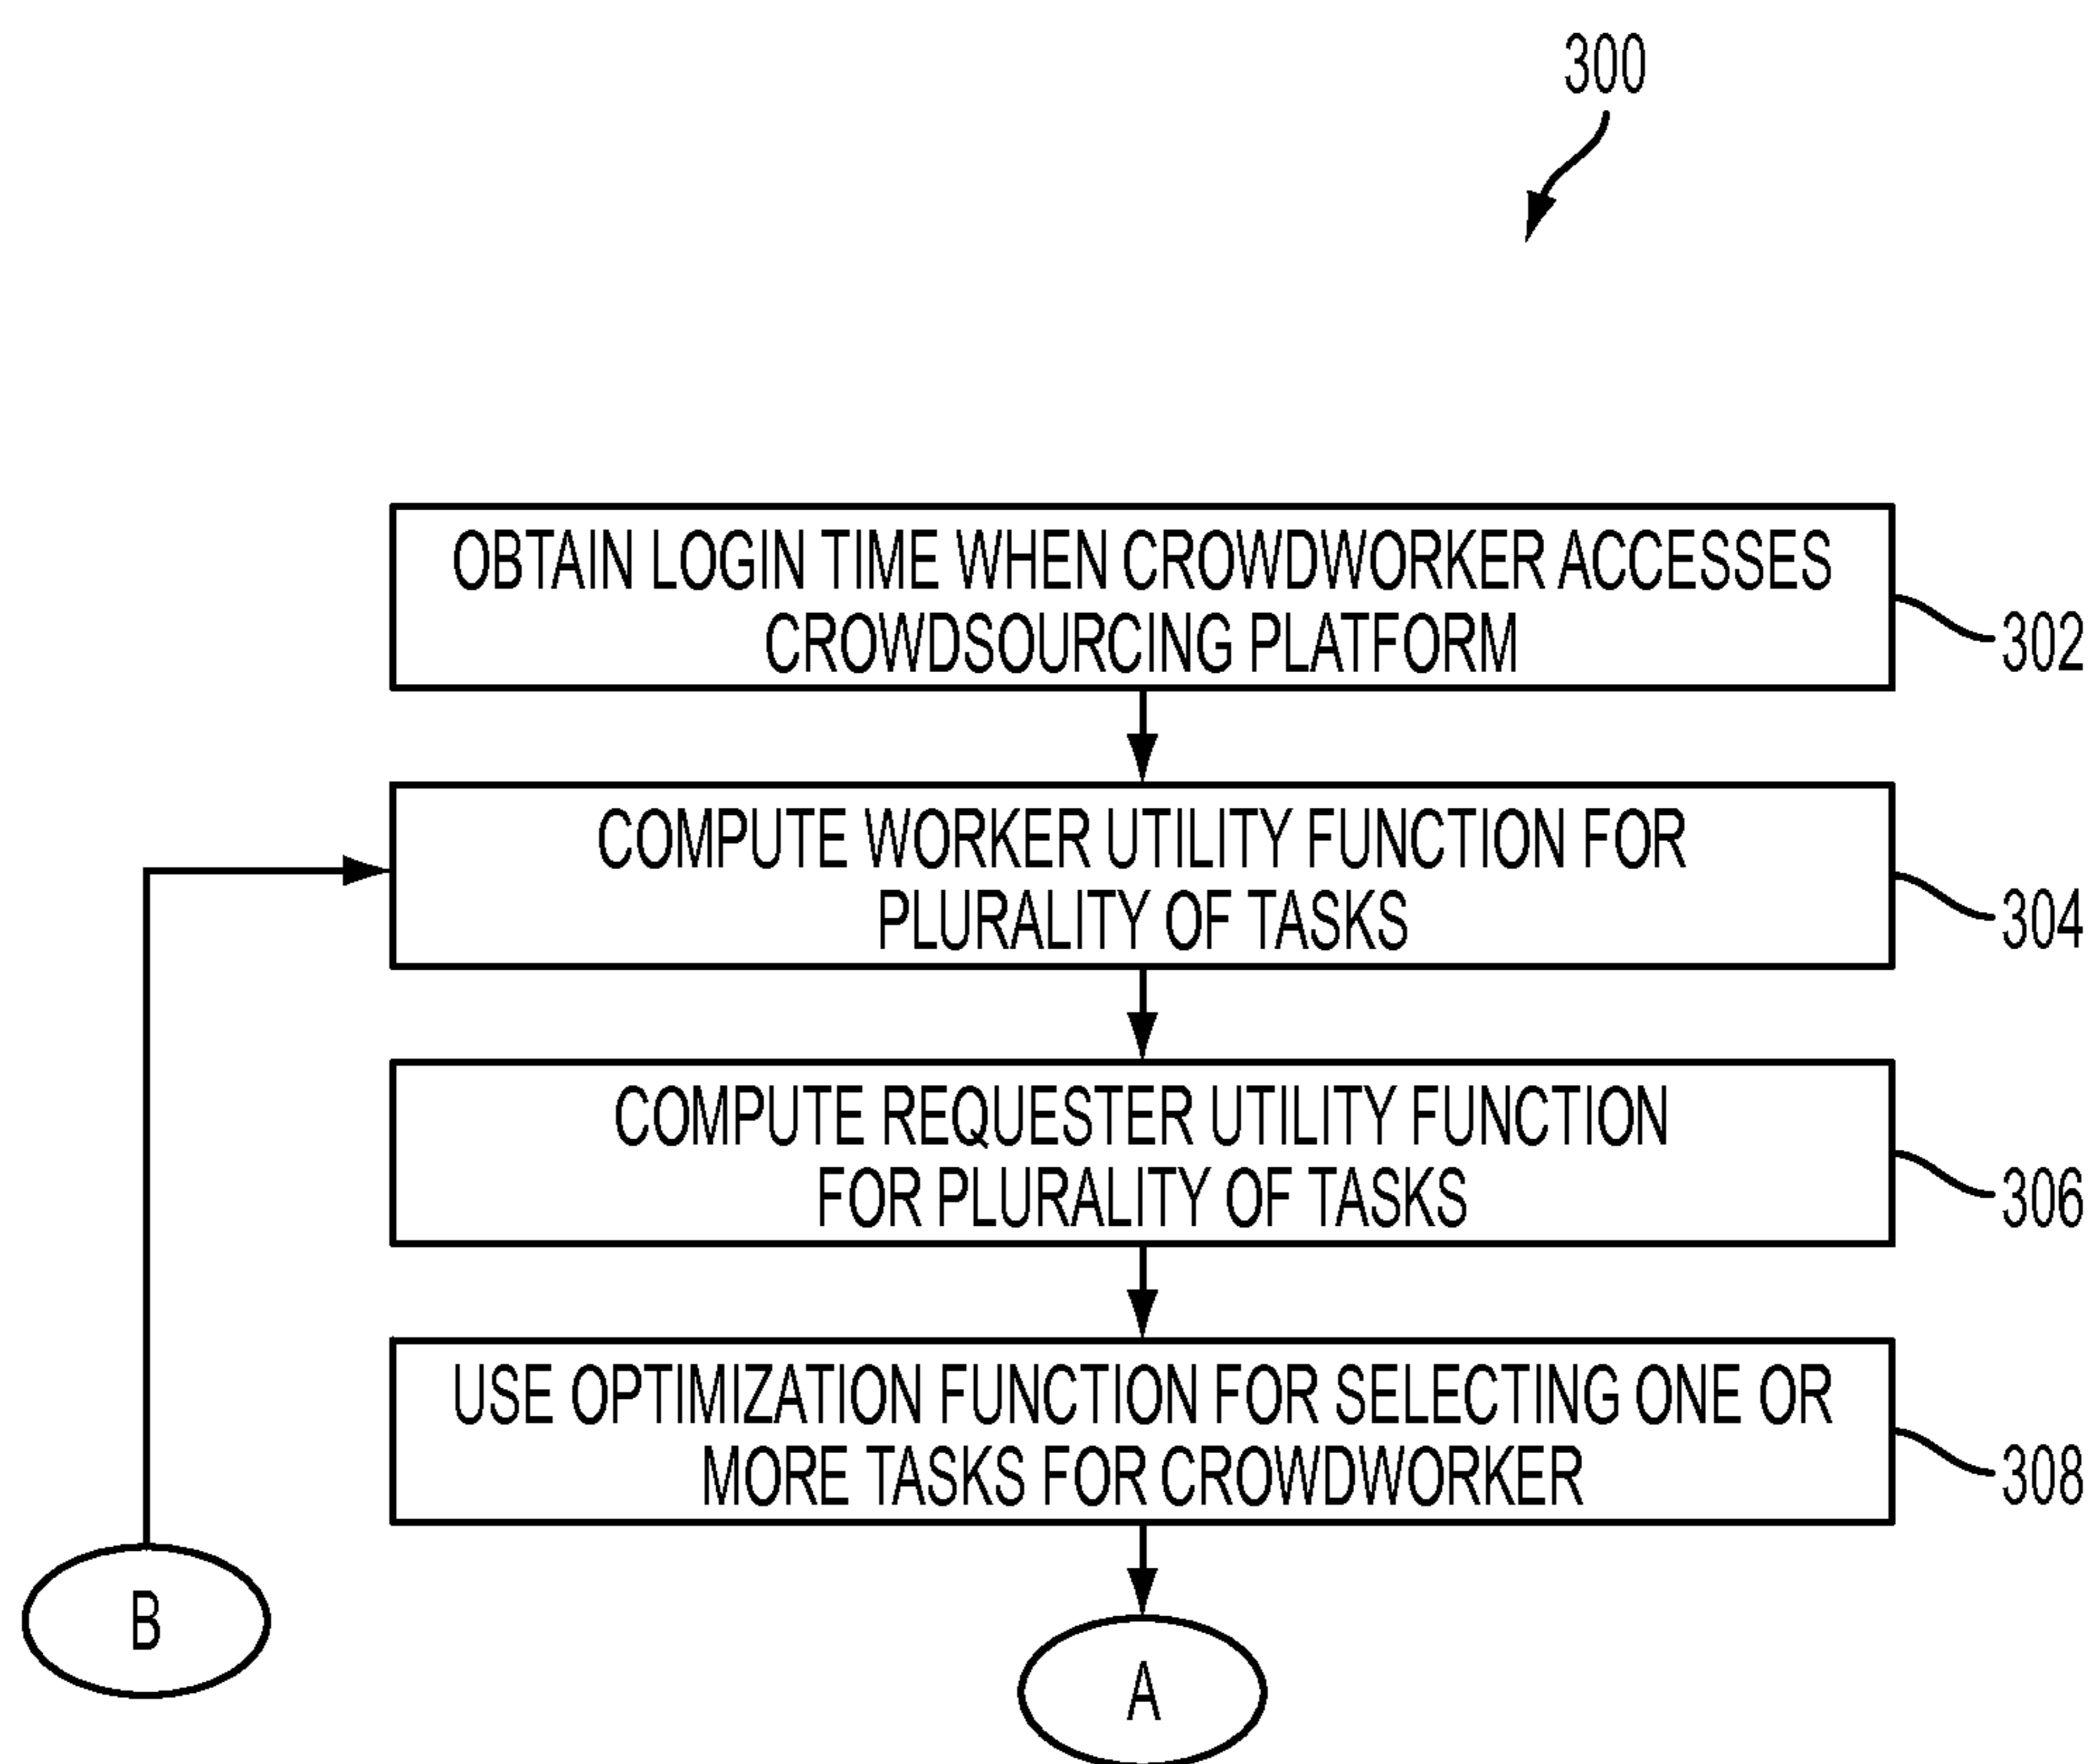 300
OBTAIN LOGIN TIME WHEN CROWDWORKER ACCESSES
CROWDSOURCING PLATFORM
302
COMPUTE WORKER UTILITY FUNCTION FOR
PLURALITY OF TASKS
304
COMPUTE REQUESTER UTILITY FUNCTION
FOR PLURALITY OF TASKS
306
USE OPTIMIZATION FUNCTION FOR SELECTING ONE OR
MORE TASKS FOR CROWDWORKER
308
B
A